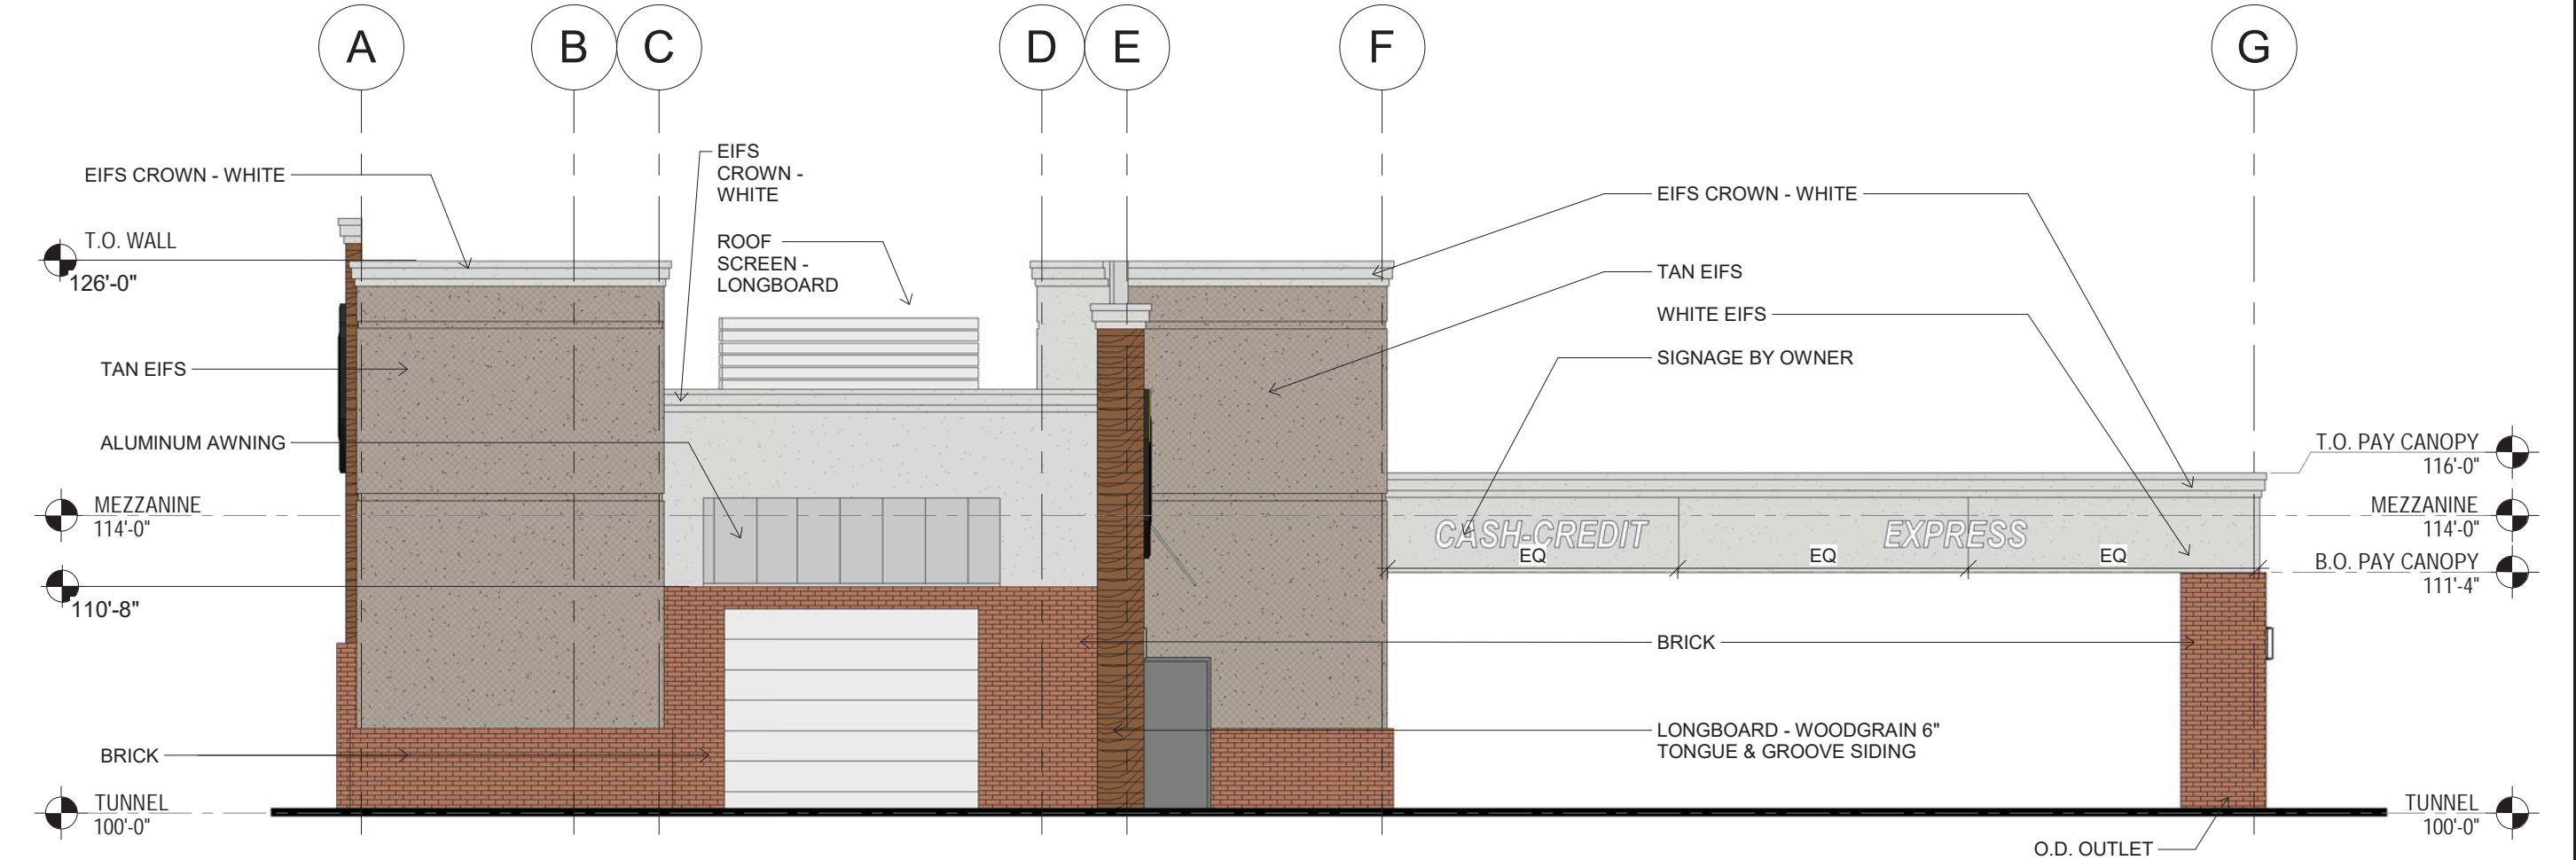 A
B
C
D
E
F
G
EIFS CROWN - WHITE
T.O. WALL
126'-0"
TAN EIFS
ALUMINUM AWNING
MEZZANINE
114'-0"
110'-8"
BRICK
TUNNEL
100'-0"
EIFS
CROWN -
WHITE
ROOF
SCREEN -
LONGBOARD
EIFS CROWN - WHITE
TAN EIFS
WHITE EIFS
SIGNAGE BY OWNER
CASH-CREDIT
EXPRESS
EQ
EQ
EQ
BRICK
LONGBOARD - WOODGRAIN 6"
TONGUE & GROOVE SIDING
T.O. PAY CANOPY
116'-0"
MEZZANINE
114'-0"
B.O. PAY CANOPY
111'-4"
TUNNEL
100'-0"
O.D. OUTLET